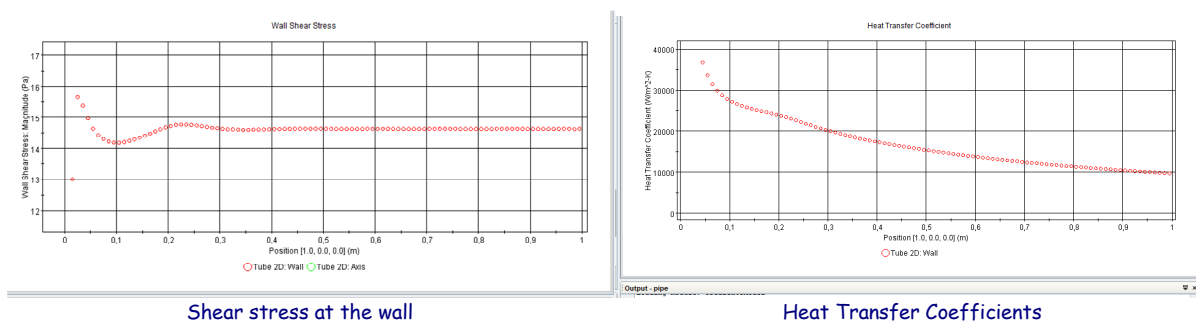 Wall Shear Stress
17
16
15
14
13
12
Wall Shear Stress: Magnitude (Pa)
0 0,1 0,2 0,3 0,4 0,5 0,6 0,7 0,8 0,9 1
Position [1.0, 0.0, 0.0] (m)
Tube 2D: Wall Tube 2D: Axis
Shear stress at the wall
Heat Transfer Coefficient
40000
30000
20000
10000
0
Heat Transfer Coefficient (W/m^2-K)
0 0,1 0,2 0,3 0,4 0,5 0,6 0,7 0,8 0,9 1
Position [1.0, 0.0, 0.0] (m)
Tube 2D: Wall
Output - pipe
Heat Transfer Coefficients